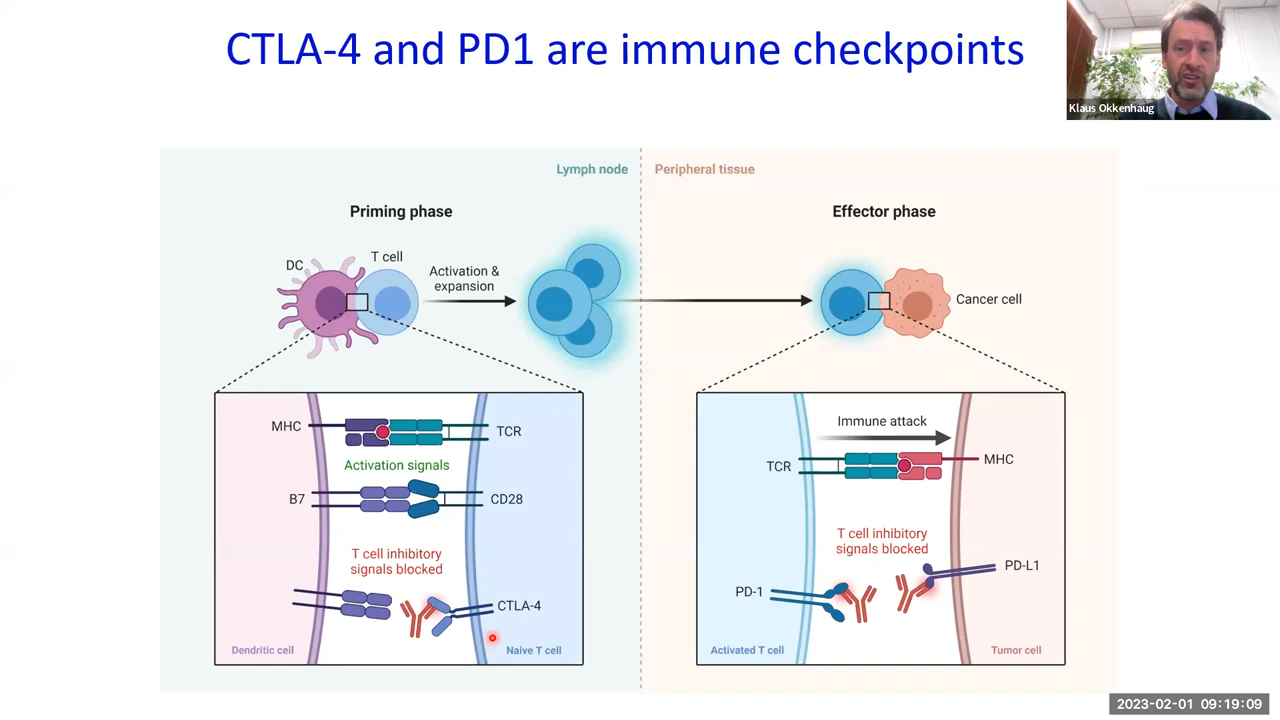 CTLA-4 and PD1 are immune checkpoints
Klaus Okkenhaug
Lymph node
Peripheral tissue
Priming phase
Effector phase
DC
T cell
Activation &
expansion
Cancer cell
MHC
TCR
Activation signals
B7
CD28
T cell inhibitory
signals blocked
CTLA-4
Dendritic cell
Naive T cell
Immune attack
TCR
MHC
T cell inhibitory
signals blocked
PD-L1
PD-1
Activated T cell
Tumor cell
2023-02-01 09:19:09